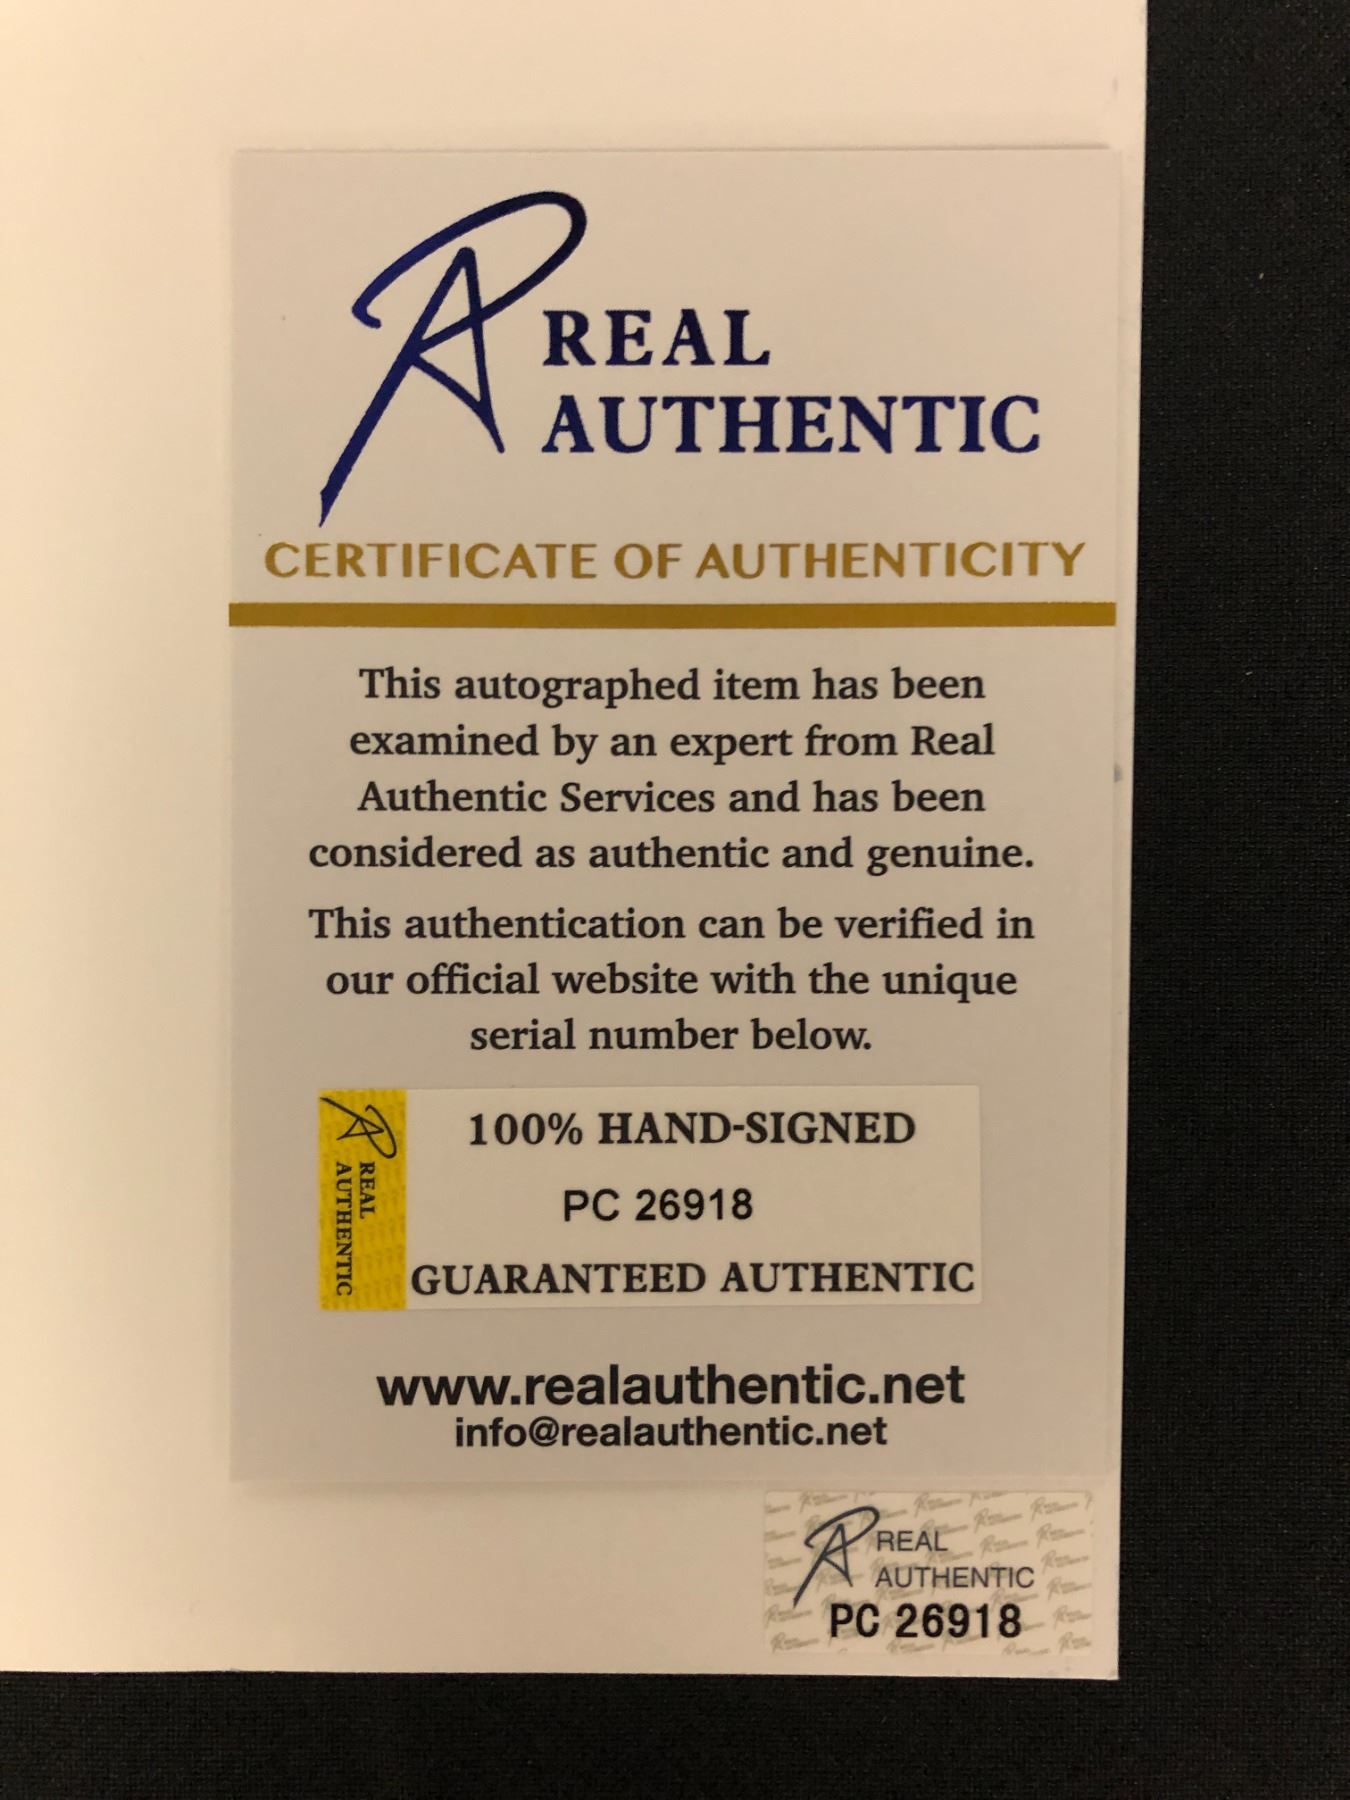 REAL
AUTHENTIC
CERTIFICATE OF AUTHENTICITY
This autographed item has been
examined by an expert from Real
Authentic Services and has been
considered as authentic and genuine.
This authentication can be verified in
our official website with the unique
serial number below.
REAL
AUTHENTIC
100% HAND-SIGNED
PC 26918
GUARANTEED AUTHENTIC
www.realauthentic.net
info@realauthentic.net
REAL
AUTHENTIC
PC 26918